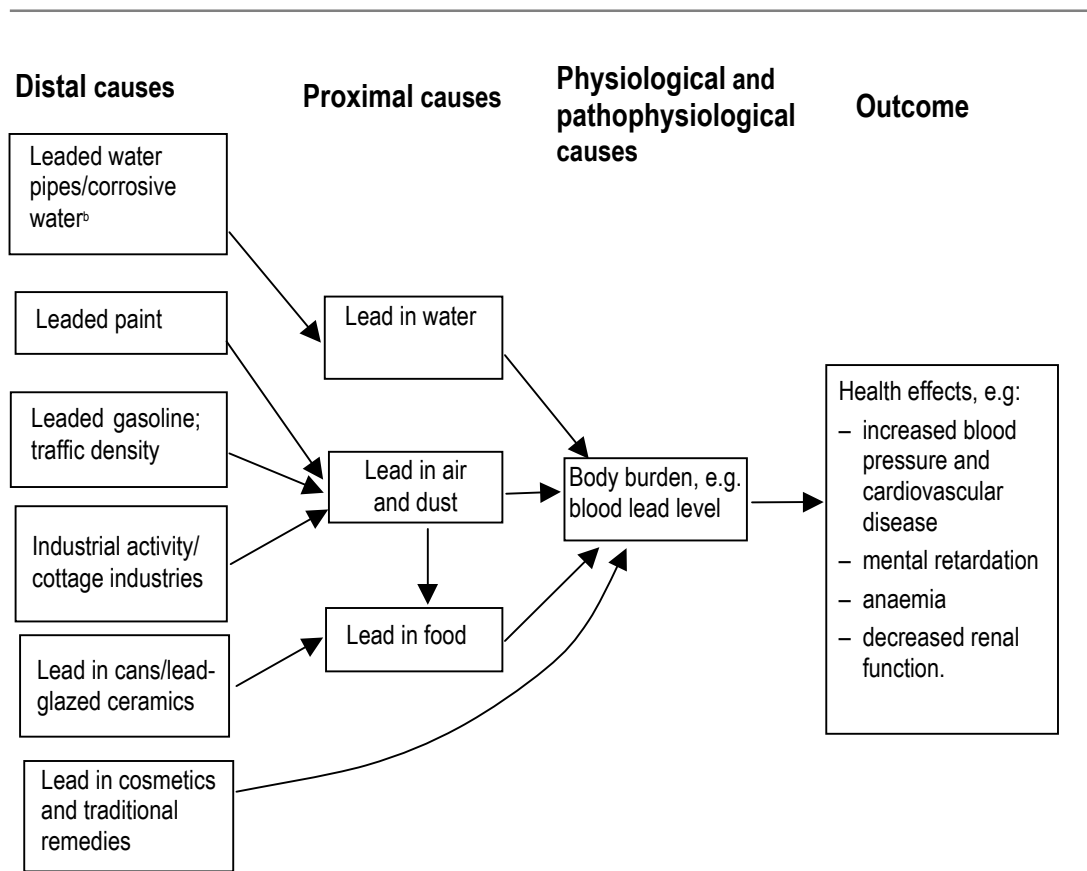 Distal causes
Proximal causes
Physiological and
pathophysiological
causes
Outcome
Leaded water
pipes/corrosive
waterᵇ
Leaded paint
Leaded gasoline;
traffic density
Industrial activity/
cottage industries
Lead in cans/lead-
glazed ceramics
Lead in cosmetics
and traditional
remedies
Lead in water
Lead in air
and dust
Lead in food
Body burden, e.g.
blood lead level
Health effects, e.g:
– increased blood
pressure and
cardiovascular
disease
– mental retardation
– anaemia
– decreased renal
function.